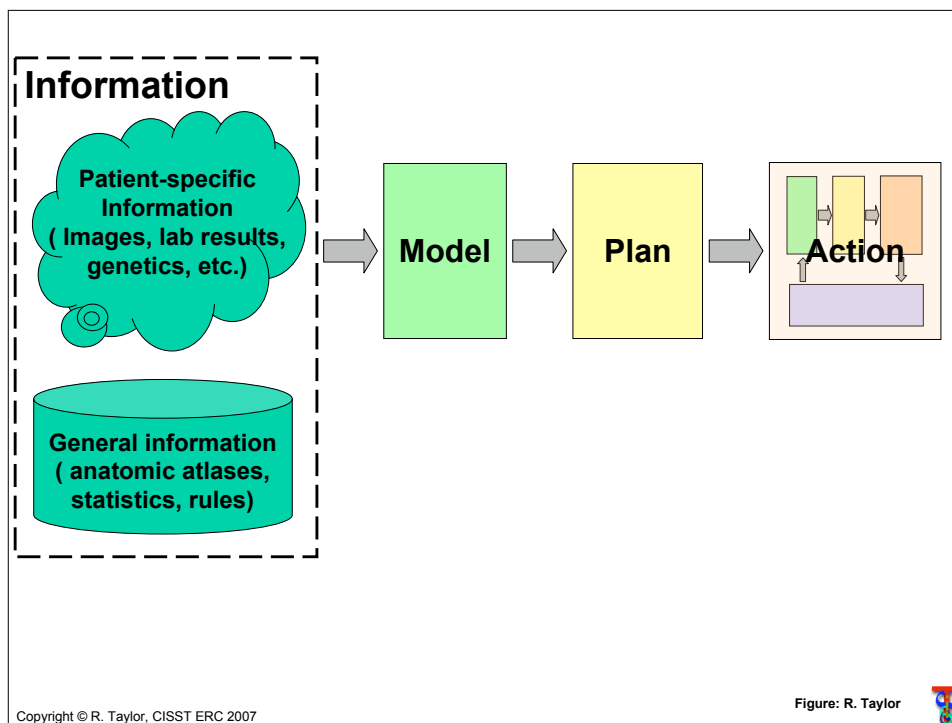 Information
Patient-specific
Information
( Images, lab results,
genetics, etc.)
General information
( anatomic atlases,
statistics, rules)
Model
Plan
Action
Copyright © R. Taylor, CISST ERC 2007
Figure: R. Taylor